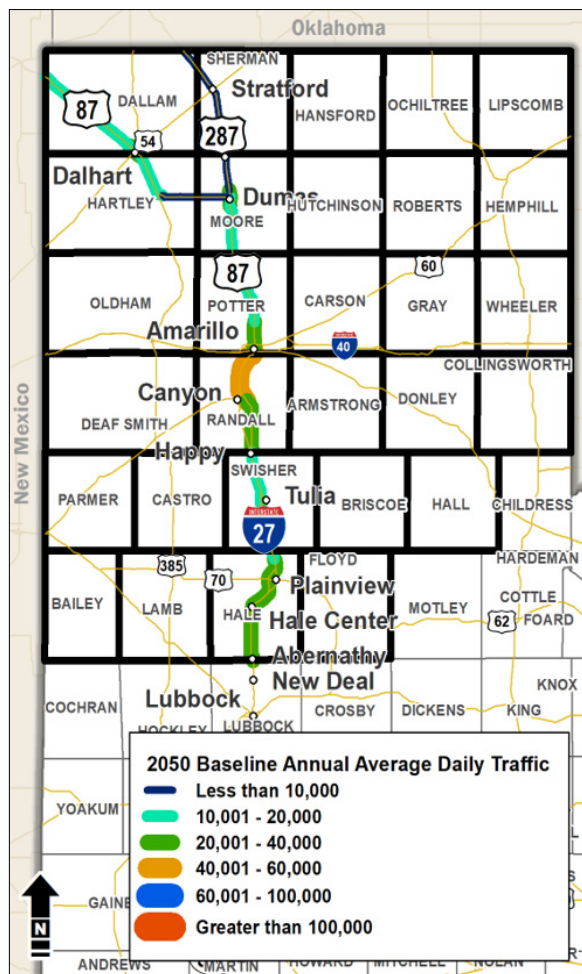 Oklahoma
SHERMAN
Stratford
87
DALLAM
HANSFORD
OCHILTREE
LIPSCOMB
54
287
Dalhart
Dumas
HARTLEY
MOORE
HUTCHINSON
ROBERTS
HEMPHILL
87
60
OLDHAM
POTTER
CARSON
GRAY
WHEELER
Amarillo
40
COLLINGSWORTH
Canyon
DEAF SMITH
RANDALL
ARMSTRONG
DONLEY
New Mexico
Happy
SWISHER
PARMER
CASTRO
Tulia
BRISCOE
HALL
CHILDRESS
INTERSTATE
27
FLOYD
HARDEMAN
385
70
Plainview
BAILEY
LAMB
HALE
Hale Center
MOTLEY
COTTLE
62
FOARD
Abernathy
New Deal
KNOX
COCHRAN
Lubbock
HOCKLEY
LUBBOCK
CROSBY
DICKENS
KING
2050 Baseline Annual Average Daily Traffic
Less than 10,000
10,001 - 20,000
20,001 - 40,000
40,001 - 60,000
60,001 - 100,000
Greater than 100,000
YOAKUM
GAINE
N
ANDREWS
MARTIN
HOWARD
MITCHELL
NOLAN